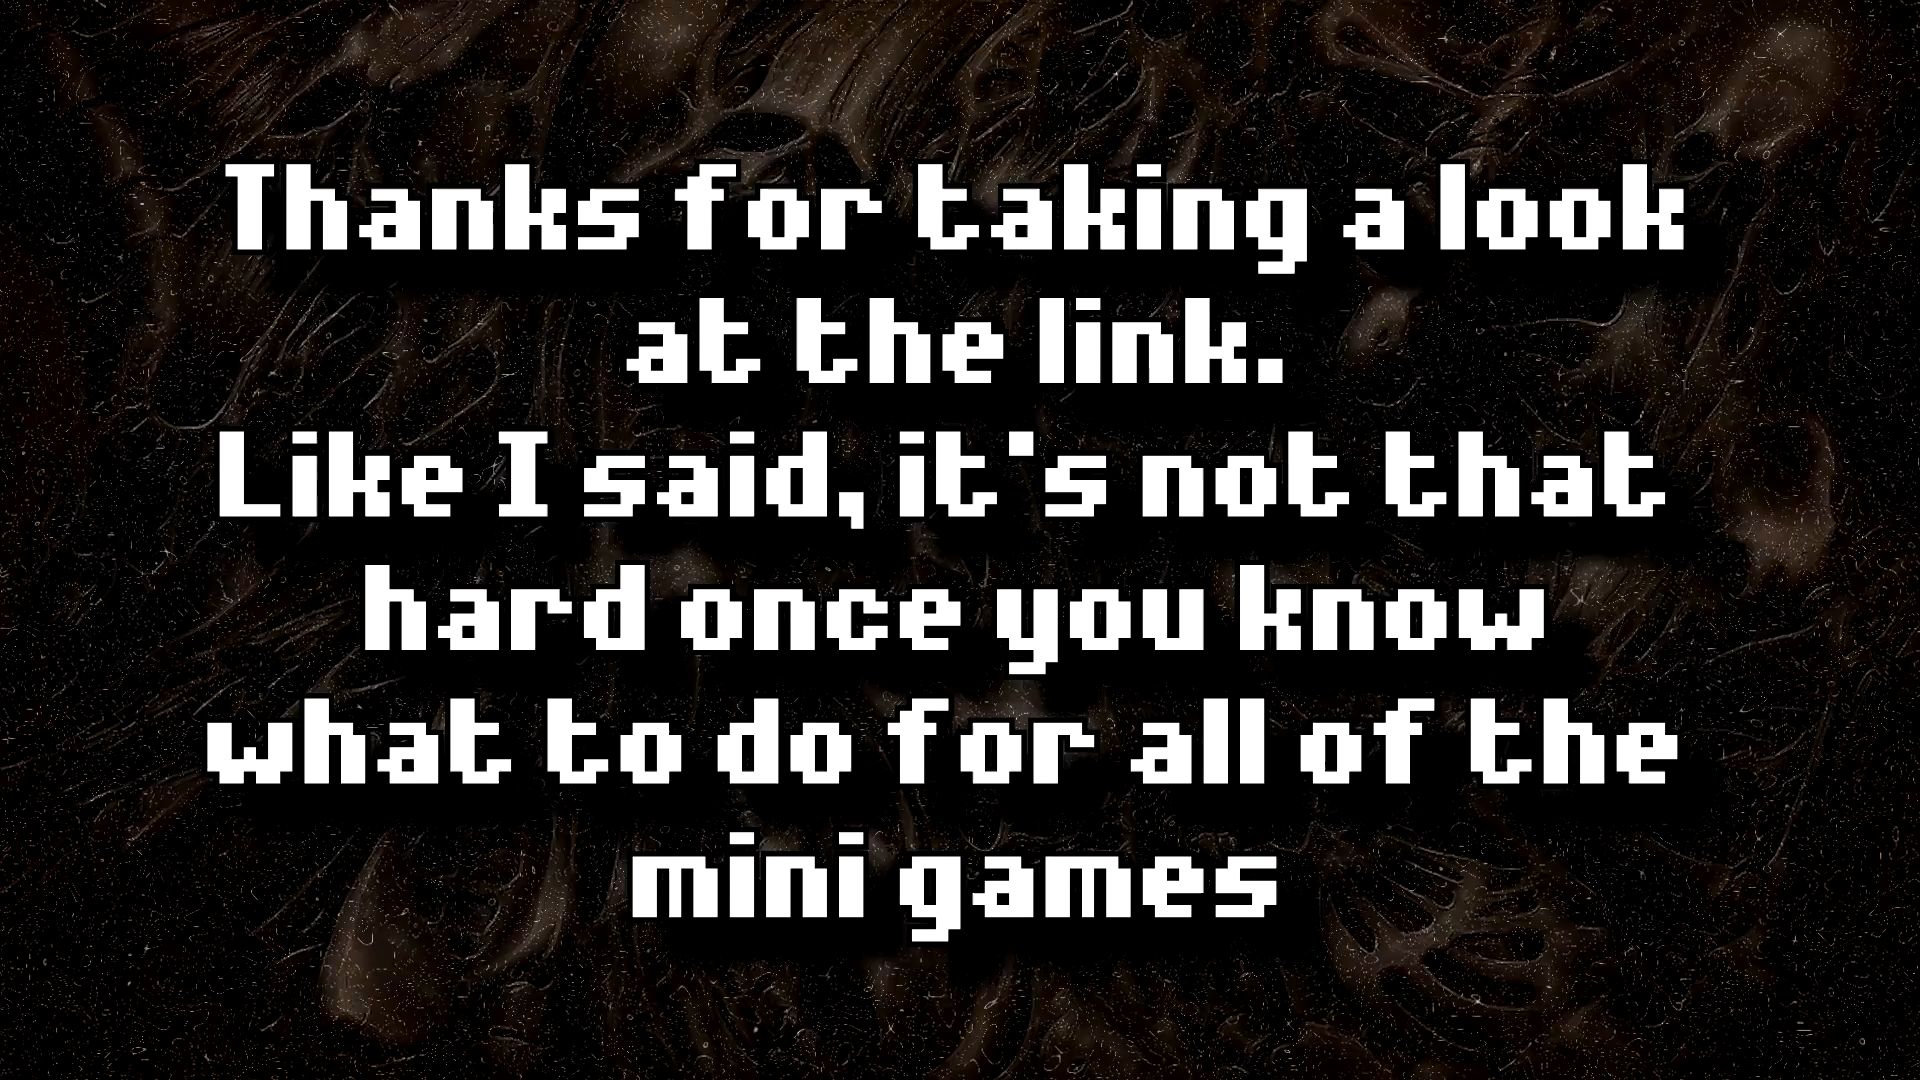 Thanks for taking a look
at the link.
Like I said, it's not that
hard once you know
what to do for all of the
mini games